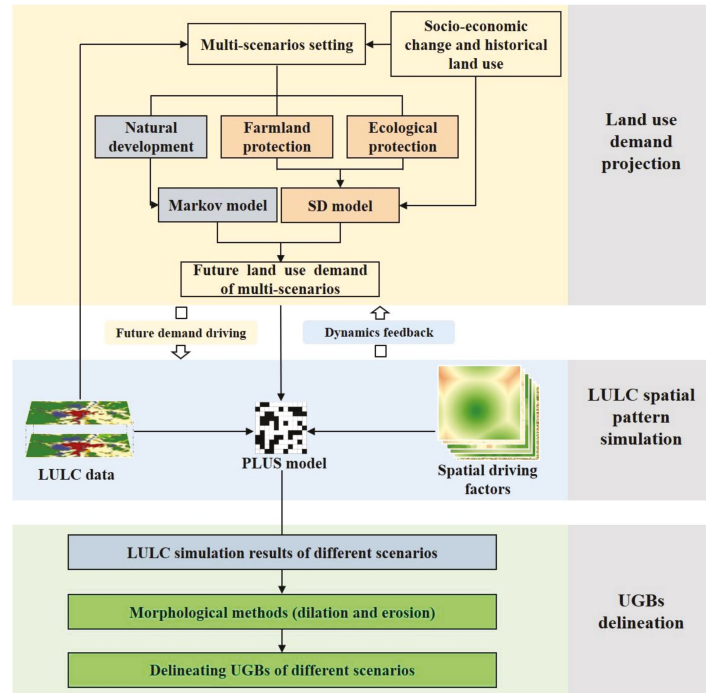 Multi-scenarios setting
Socio-economic
change and historical
land use
Natural
development
Farmland
protection
Ecological
protection
Markov model
SD model
Future land use demand
of multi-scenarios
Land use
demand
projection
Future demand driving
Dynamics feedback
LULC data
PLUS model
Spatial driving
factors
LULC spatial
pattern
simulation
LULC simulation results of different scenarios
Morphological methods (dilation and erosion)
Delineating UGBs of different scenarios
UGBs
delineation